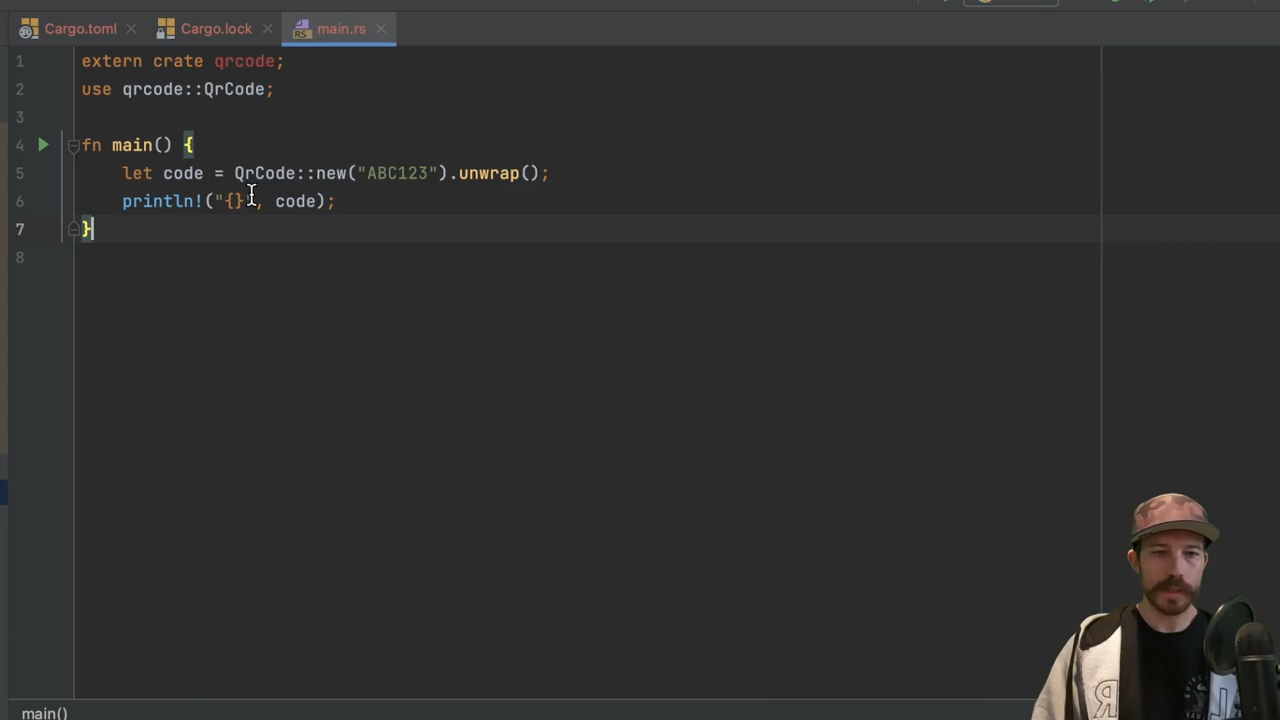 Cargo.toml
Cargo.lock
RS main.rs
1 extern crate qrcode;
2 use qrcode::QrCode;
3
4 fn main() {
5 let code = QrCode::new("ABC123").unwrap();
6 println!("{}", code);
7 }
8
main()